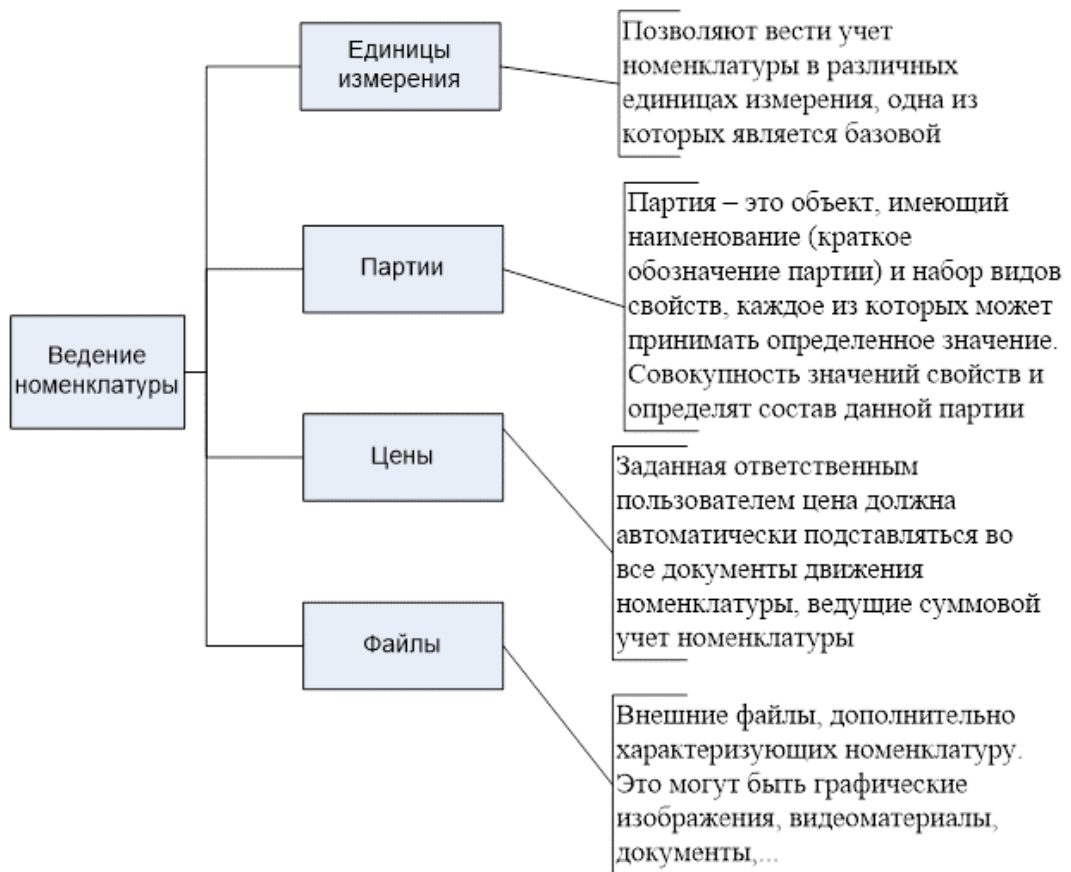 Ведение
номенклатуры
Единицы
измерения
Позволяют вести учет
номенклатуры в различных
единицах измерения, одна из
которых является базовой
Партии
Партия – это объект, имеющий
наименование (краткое
обозначение партии) и набор видов
свойств, каждое из которых может
принимать определенное значение.
Совокупность значений свойств и
определят состав данной партии
Цены
Заданная ответственным
пользователем цена должна
автоматически подставляться во
все документы движения
номенклатуры, ведущие суммовой
учет номенклатуры
Файлы
Внешние файлы, дополнительно
характеризующих номенклатуру.
Это могут быть графические
изображения, видеоматериалы,
документы,...